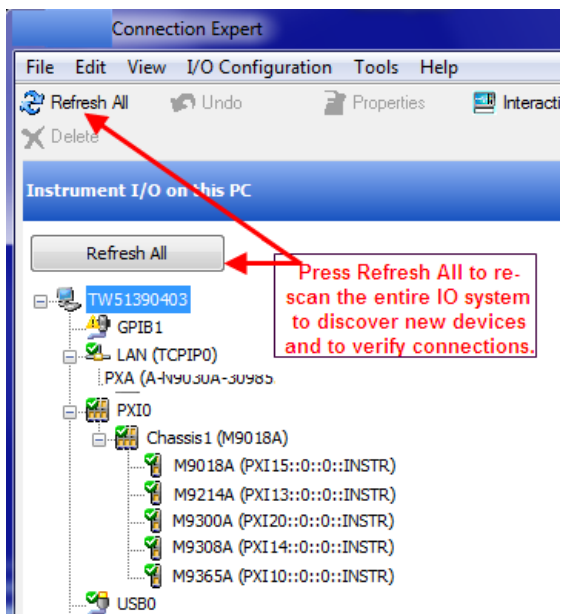 Connection Expert
File Edit View I/O Configuration Tools Help
Refresh All Undo Properties Interacti
Delete
Instrument I/O on this PC
Refresh All
Press Refresh All to re-
scan the entire IO system
to discover new devices
and to verify connections.
TW51390403
GPIB1
LAN (TCPIP0)
PXA (A-N9030A-30985
PXI0
Chassis1 (M9018A)
M9018A (PXI15::0::0::INSTR)
M9214A (PXI13::0::0::INSTR)
M9300A (PXI20::0::0::INSTR)
M9308A (PXI14::0::0::INSTR)
M9365A (PXI10::0::0::INSTR)
USB0